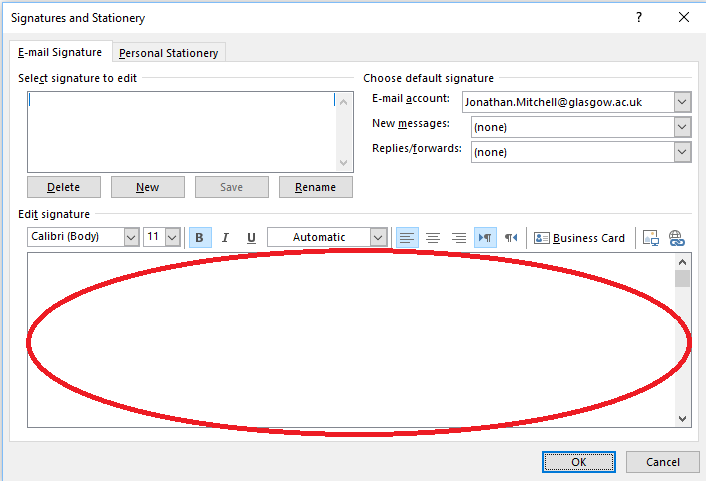 Signatures and Stationery
E-mail Signature
Personal Stationery
Select signature to edit
Choose default signature
E-mail account:
Jonathan.Mitchell@glasgow.ac.uk
New messages:
(none)
Replies/forwards:
(none)
Delete
New
Save
Rename
Edit signature
Calibri (Body)
11
B
I
U
Automatic
Business Card
OK
Cancel